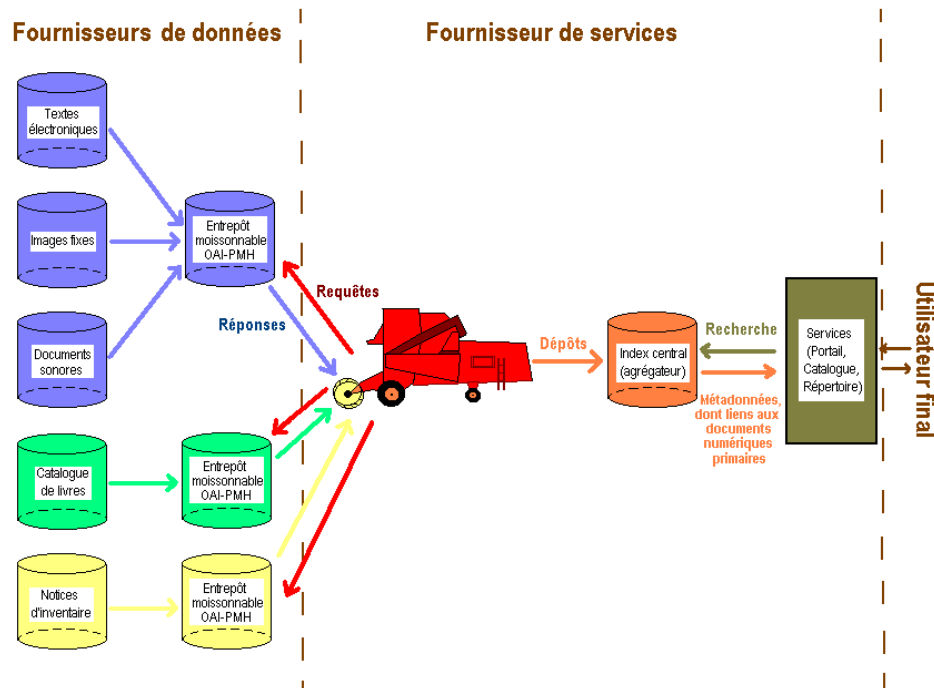 Fournisseurs de données
Fournisseur de services
Textes
électroniques
Images fixes
Documents
sonores
Catalogue
de livres
Notices
d'inventaire
Entrepôt
moissonnable
OAI-PMH
Entrepôt
moissonnable
OAI-PMH
Entrepôt
moissonnable
OAI-PMH
Requêtes
Réponses
Dépôts
Index central
(agrégateur)
Recherche
Métadonnées,
dont liens aux
documents
numériques
primaires
Services
(Portail,
Catalogue,
Répertoire)
Utilisateur final